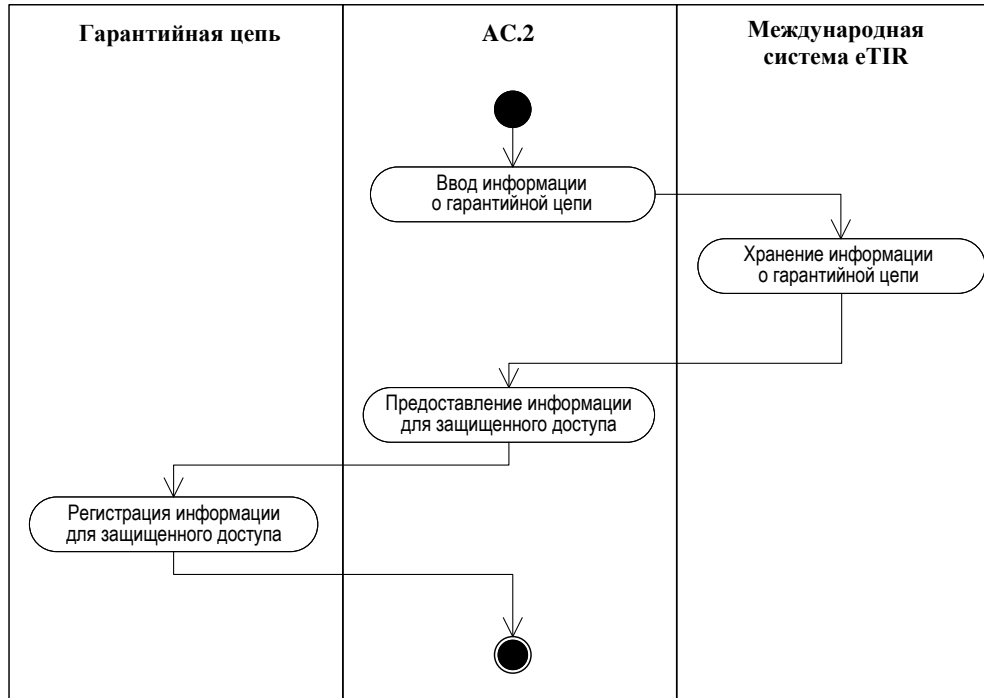 Гарантийная цепь
AC.2
Международная
система eTIR
Ввод информации
о гарантийной цепи
Хранение информации
о гарантийной цепи
Предоставление информации
для защищенного доступа
Регистрация информации
для защищенного доступа